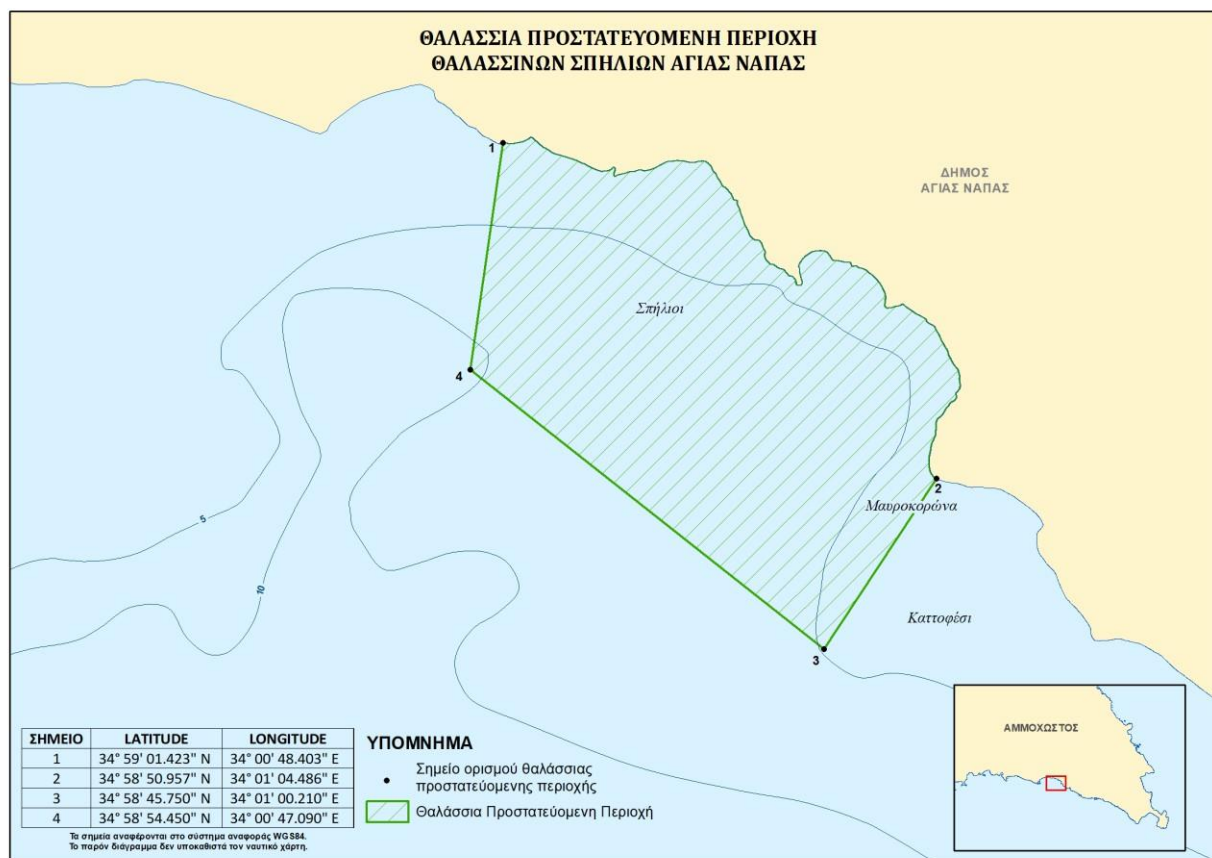 ΘΑΛΑΣΣΙΑ ΠΡΟΣΤΑΤΕΥΟΜΕΝΗ ΠΕΡΙΟΧΗ
ΘΑΛΑΣΣΙΝΩΝ ΣΠΗΛΙΩΝ ΑΓΙΑΣ ΝΑΠΑΣ
1
ΔΗΜΟΣ
ΑΓΙΑΣ ΝΑΠΑΣ
Σπήλιοι
4
2
Μαυροκορώνα
5
10
Καττοφέσι
3
ΣΗΜΕΙΟ LATITUDE LONGITUDE
1 34° 59' 01.423" N 34° 00' 48.403" E
2 34° 58' 50.957" N 34° 01' 04.486" E
3 34° 58' 45.750" N 34° 01' 00.210" E
4 34° 58' 54.450" N 34° 00' 47.090" E
Τα σημεία αναφέρονται στο σύστημα αναφοράς WGS84.
Το παρόν διάγραμμα δεν υποκαθιστά τον ναυτικό χάρτη.
ΥΠΟΜΝΗΜΑ
Σημείο ορισμού θαλάσσιας
προστατευόμενης περιοχής
Θαλάσσια Προστατευόμενη Περιοχή
ΑΜΜΟΧΩΣΤΟΣ